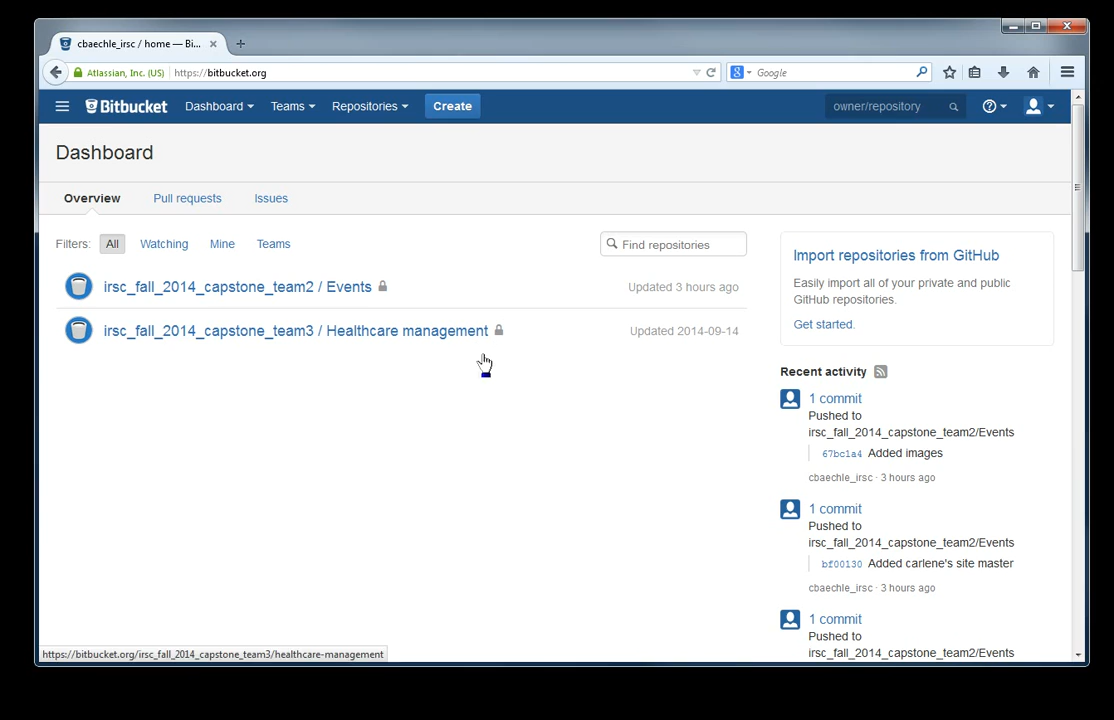 cbaechle_irsc / home — Bi...
Atlassian, Inc. (US)
https://bitbucket.org
Google
Bitbucket
Dashboard
Teams
Repositories
Create
owner/repository
Dashboard
Overview
Pull requests
Issues
Filters:
All
Watching
Mine
Teams
Find repositories
irsc_fall_2014_capstone_team2 / Events
Updated 3 hours ago
irsc_fall_2014_capstone_team3 / Healthcare management
Updated 2014-09-14
Import repositories from GitHub
Easily import all of your private and public
GitHub repositories.
Get started.
Recent activity
1 commit
Pushed to
irsc_fall_2014_capstone_team2/Events
67bc1a4 Added images
cbaechle_irsc · 3 hours ago
1 commit
Pushed to
irsc_fall_2014_capstone_team2/Events
bf00130 Added carlene's site master
cbaechle_irsc · 3 hours ago
1 commit
Pushed to
irsc_fall_2014_capstone_team2/Events
https://bitbucket.org/irsc_fall_2014_capstone_team3/healthcare-management